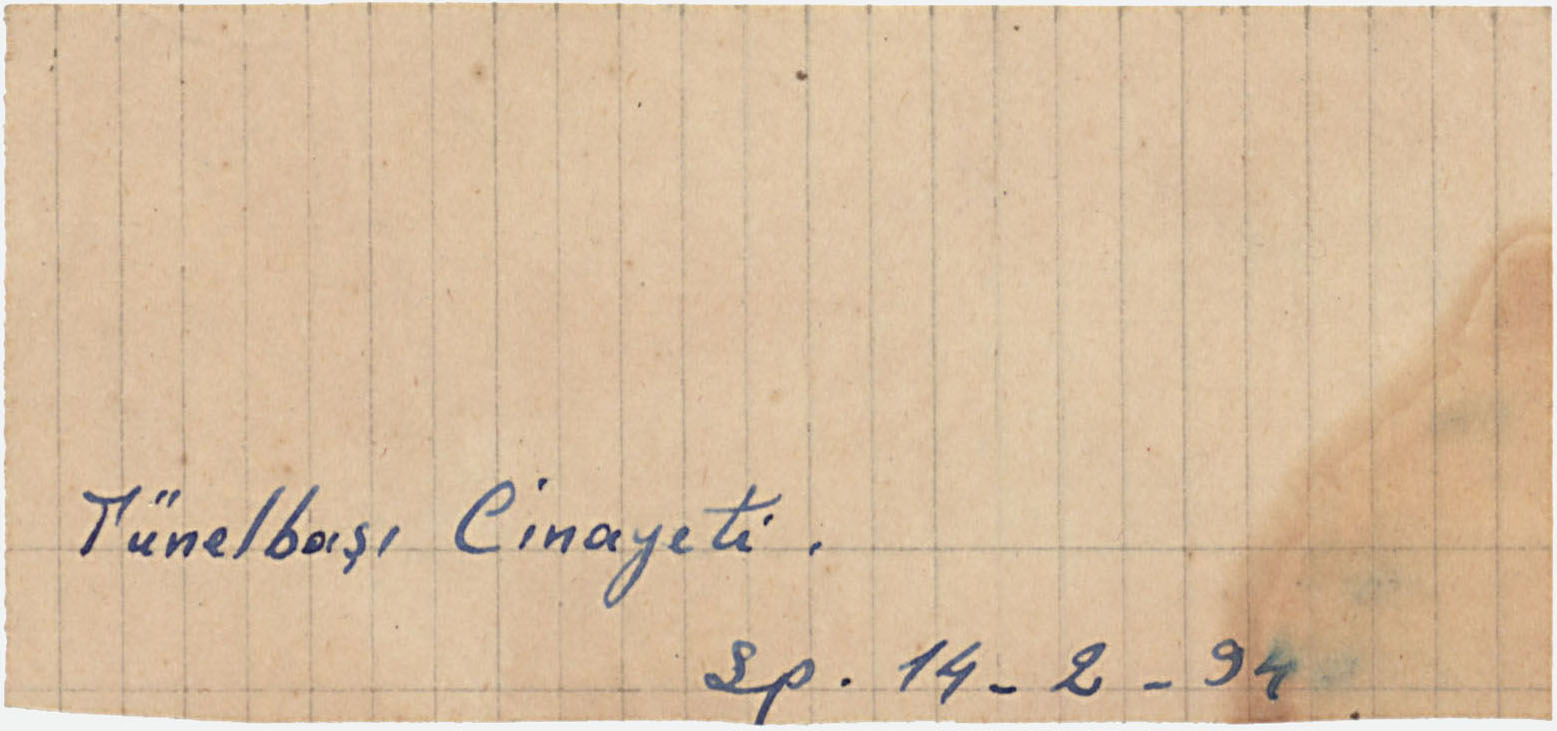 Tünelbaşı Cinayeti.
Sp. 14-2-94